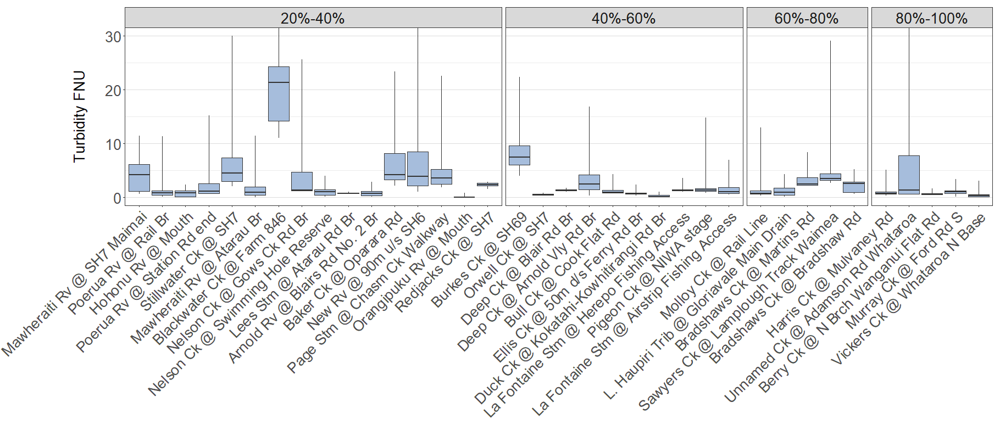 20%-40%
40%-60%
60%-80%
80%-100%
Turbidity FNU
30
20
10
0
Mawheraiti Rv @ SH7 Maimai
Poerua Rv @ Rail Br
Hohonu Rv @ Mouth
Poerua Rv @ Station Rd end
Stillwater Ck @ SH7
Mawheraiti Rv @ Atarau Br
Blackwater Ck @ Farm 846
Nelson Ck @ Gows Ck Rd Br
Nelson Ck @ Swimming Hole Reserve
Lees Stm @ Atarau Rd Br
Arnold Rv @ Blairs Rd No. 2 Br
Baker Ck @ Oparara Rd
New Rv @ 90m u/s SH6
Page Stm @ Chasm Ck Walkway
Orangipuku Rv @ Mouth
Redjacks Ck @ SH7
Burkes Ck @ SH69
Orwell Ck @ SH7
Deep Ck @ Blair Rd Br
Deep Ck @ Arnold Vly Rd Br
Bull Ck @ Cook Flat Rd
Ellis Ck @ 50m d/s Ferry Rd Br
Duck Ck @ Kokatahi-Kowhitirangi Rd Br
La Fontaine Stm @ Herepo Fishing Access
Pigeon Ck @ NIWA stage
La Fontaine Stm @ Airstrip Fishing Access
Molloy Ck @ Rail Line
L. Haupiri Trib @ Gloriavale Main Drain
Bradshaws Ck @ Martins Rd
Sawyers Ck @ Lamplough Track Waimea
Bradshaws Ck @ Bradshaw Rd
Harris Ck @ Mulvaney Rd
Unnamed Ck @ Adamson Rd Whataroa
Berry Ck @ N Brch Wanganui Flat Rd
Murray Ck @ Ford Rd S
Vickers Ck @ Whataroa N Base